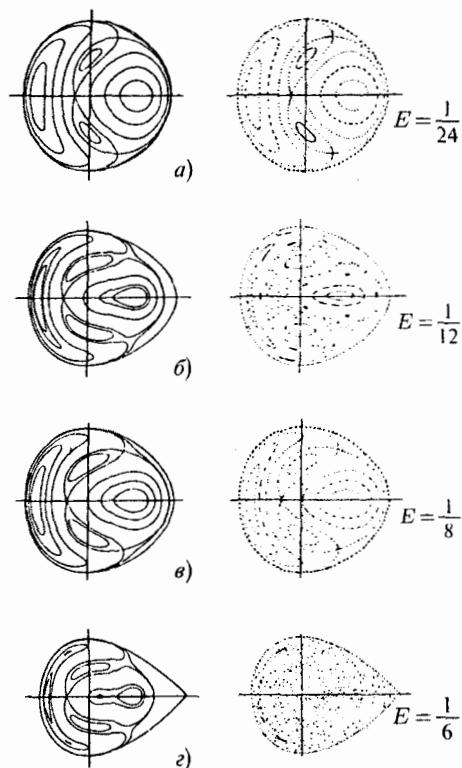 а) E = 1/24
б) E = 1/12
в) E = 1/8
г) E = 1/6